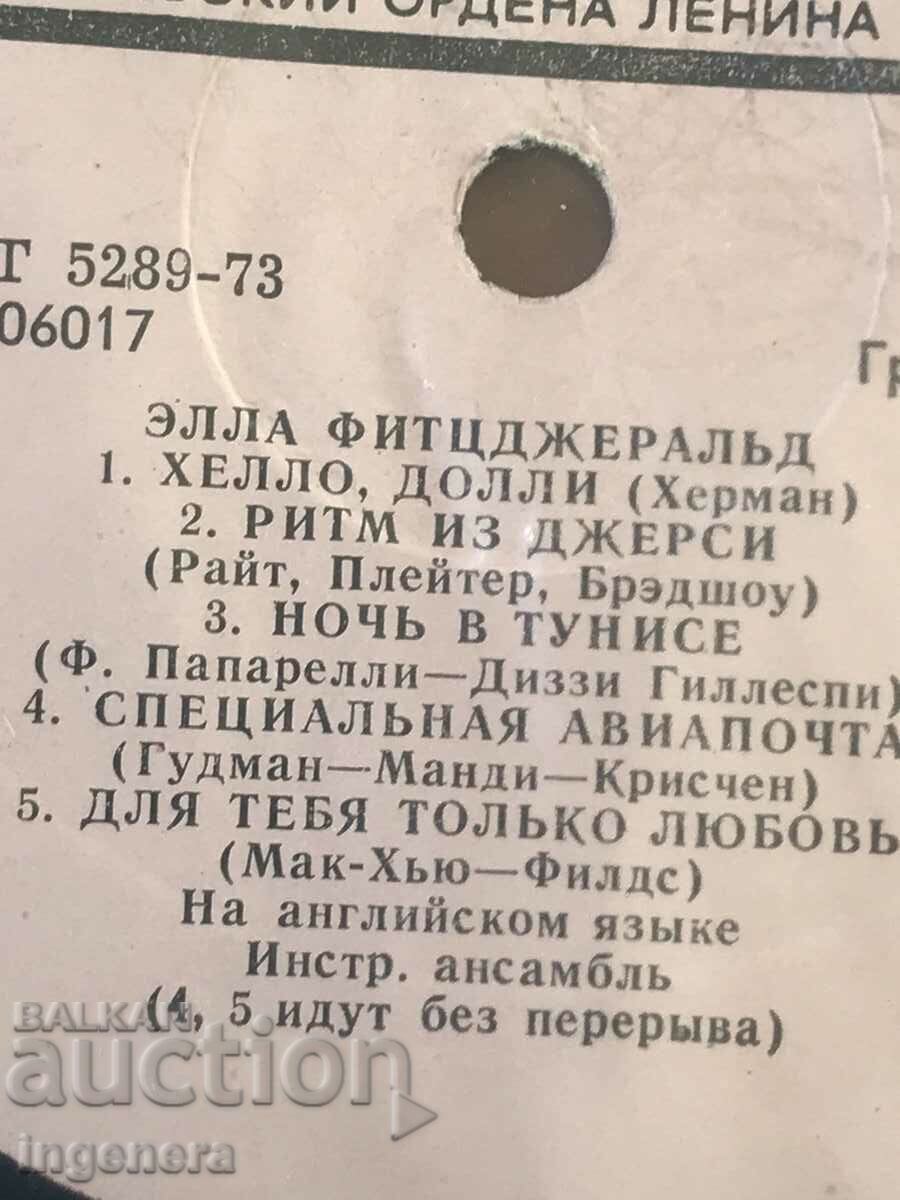 ОРДЕНА ЛЕНИНА
Т 5289-73
06017
ЭЛЛА ФИТЦДЖЕРАЛЬД
1. ХЕЛЛО, ДОЛЛИ (Херман)
2. РИТМ ИЗ ДЖЕРСИ
(Райт, Плейтер, Брэдшоу)
3. НОЧЬ В ТУНИСЕ
(Ф. Папарелли—Диззи Гиллеспи)
4. СПЕЦИАЛЬНАЯ АВИАПОЧТА
(Гудман—Манди—Крисчен)
5. ДЛЯ ТЕБЯ ТОЛЬКО ЛЮБОВЬ
(Мак-Хью—Филдс)
На английском языке
Инстр. ансамбль
(4, 5 идут без перерыва)
BALKAN
auction
ingenera